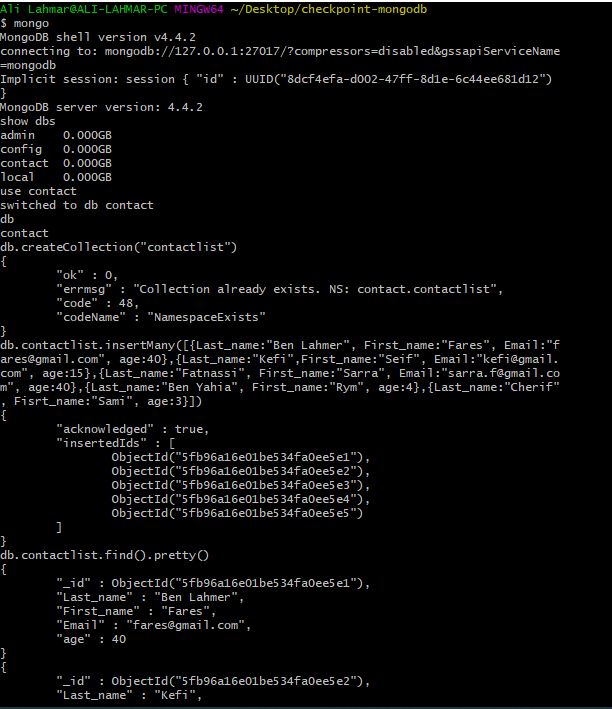 Ali Lahmar@ALI-LAHMAR-PC MINGW64 ~/Desktop/checkpoint-mongodb
$ mongo
MongoDB shell version v4.4.2
connecting to: mongodb://127.0.0.1:27017/?compressors=disabled&gssapiServiceName
=mongodb
Implicit session: session { "id" : UUID("8dcf4efa-d002-47ff-8d1e-6c44ee681d12")
}
MongoDB server version: 4.4.2
show dbs
admin    0.000GB
config   0.000GB
contact  0.000GB
local    0.000GB
use contact
switched to db contact
db
contact
db.createCollection("contactlist")
{
        "ok" : 0,
        "errmsg" : "Collection already exists. NS: contact.contactlist",
        "code" : 48,
        "codeName" : "NamespaceExists"
}
db.contactlist.insertMany([{Last_name:"Ben Lahmer", First_name:"Fares", Email:"f
ares@gmail.com", age:40},{Last_name:"Kefi",First_name:"Seif", Email:"kefi@gmail.
com", age:15},{Last_name:"Fatnassi", First_name:"Sarra", Email:"sarra.f@gmail.co
m", age:40},{Last_name:"Ben Yahia", First_name:"Rym", age:4},{Last_name:"Cherif"
, Fisrt_name:"Sami", age:3}])
{
        "acknowledged" : true,
        "insertedIds" : [
                ObjectId("5fb96a16e01be534fa0ee5e1"),
                ObjectId("5fb96a16e01be534fa0ee5e2"),
                ObjectId("5fb96a16e01be534fa0ee5e3"),
                ObjectId("5fb96a16e01be534fa0ee5e4"),
                ObjectId("5fb96a16e01be534fa0ee5e5")
        ]
}
db.contactlist.find().pretty()
{
        "_id" : ObjectId("5fb96a16e01be534fa0ee5e1"),
        "Last_name" : "Ben Lahmer",
        "First_name" : "Fares",
        "Email" : "fares@gmail.com",
        "age" : 40
}
{
        "_id" : ObjectId("5fb96a16e01be534fa0ee5e2"),
        "Last_name" : "Kefi",